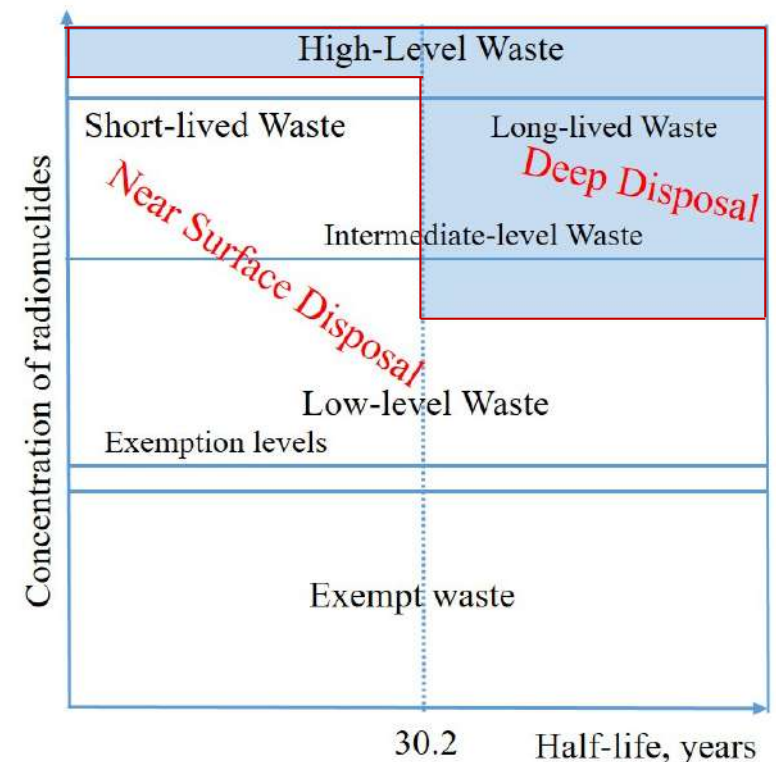 High-Level Waste
Short-lived Waste
Long-lived Waste
Near Surface Disposal
Deep Disposal
Intermediate-level Waste
Low-level Waste
Exemption levels
Exempt waste
Concentration of radionuclides
30.2
Half-life, years